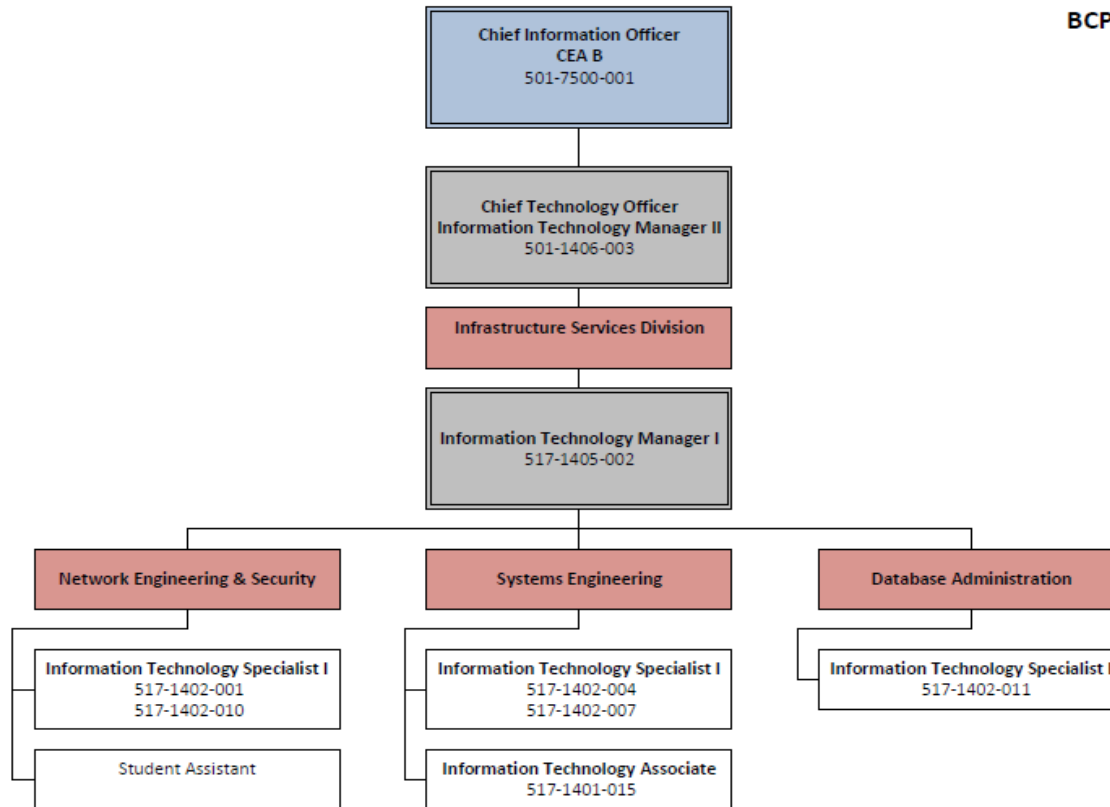 BCP
Chief Information Officer
CEA B
501-7500-001
Chief Technology Officer
Information Technology Manager II
501-1406-003
Infrastructure Services Division
Information Technology Manager I
517-1405-002
Network Engineering & Security
Systems Engineering
Database Administration
Information Technology Specialist I
517-1402-001
517-1402-010
Information Technology Specialist I
517-1402-004
517-1402-007
Information Technology Specialist I
517-1402-011
Student Assistant
Information Technology Associate
517-1401-015